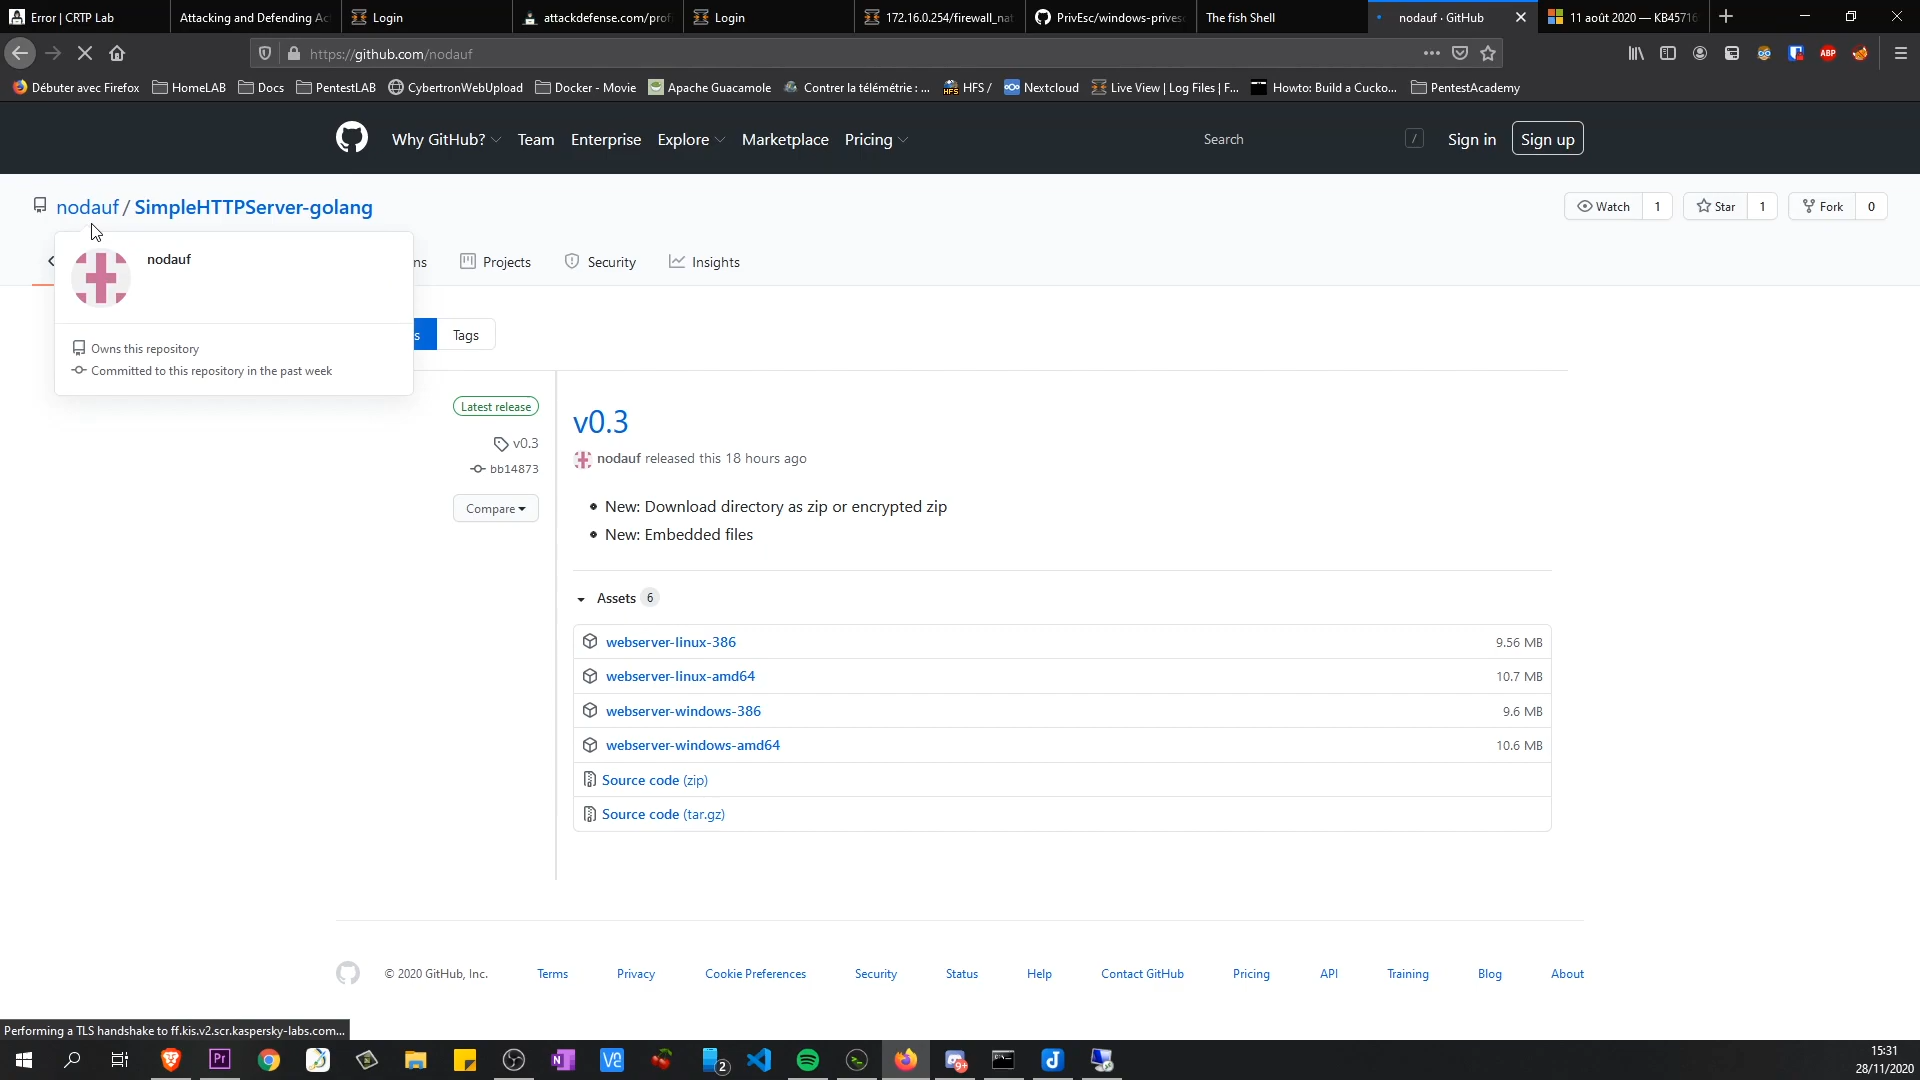 Error | CRTP Lab
Attacking and Defending Ac
Login
attackdefense.com/prof
Login
172.16.0.254/firewall_nat
PrivEsc/windows-prives
The fish Shell
nodauf · GitHub
11 août 2020 — KB45716
https://github.com/nodauf
ABP
Débuter avec Firefox
HomeLAB
Docs
PentestLAB
CybertronWebUpload
Docker - Movie
Apache Guacamole
Contrer la télémétrie : ...
HFS /
Nextcloud
Live View | Log Files | F...
Howto: Build a Cucko...
PentestAcademy
Why GitHub?
Team
Enterprise
Explore
Marketplace
Pricing
Search
/
Sign in
Sign up
nodauf / SimpleHTTPServer-golang
Watch 1
Star 1
Fork 0
nodauf
Owns this repository
Committed to this repository in the past week
ns
Projects
Security
Insights
s
Tags
Latest release
v0.3
bb14873
Compare
v0.3
nodauf released this 18 hours ago
New: Download directory as zip or encrypted zip
New: Embedded files
Assets 6
webserver-linux-386 9.56 MB
webserver-linux-amd64 10.7 MB
webserver-windows-386 9.6 MB
webserver-windows-amd64 10.6 MB
Source code (zip)
Source code (tar.gz)
© 2020 GitHub, Inc.
Terms
Privacy
Cookie Preferences
Security
Status
Help
Contact GitHub
Pricing
API
Training
Blog
About
Performing a TLS handshake to ff.kis.v2.scr.kaspersky-labs.com...
Pr
N
2
9+
15:31
28/11/2020